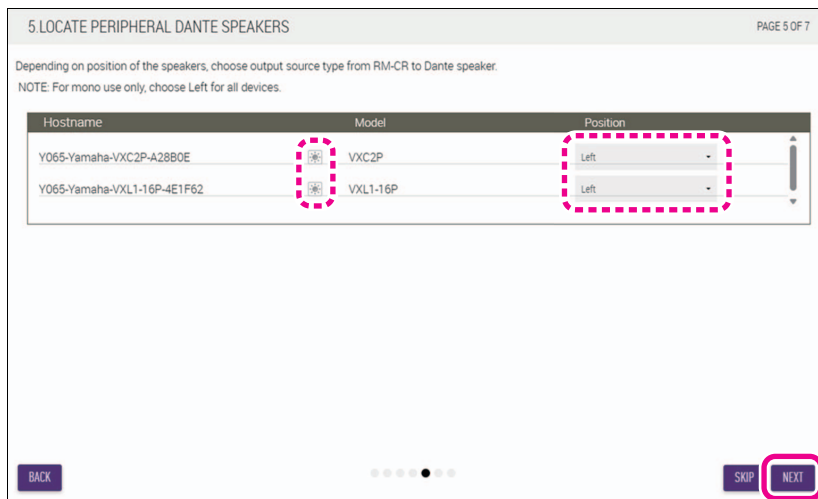 5.LOCATE PERIPHERAL DANTE SPEAKERS PAGE 5 OF 7
Depending on position of the speakers, choose output source type from RM-CR to Dante speaker.
NOTE: For mono use only, choose Left for all devices.
Hostname Model Position
Y065-Yamaha-VXC2P-A28B0E VXC2P Left
Y065-Yamaha-VXL1-16P-4E1F62 VXL1-16P Left
BACK SKIP NEXT